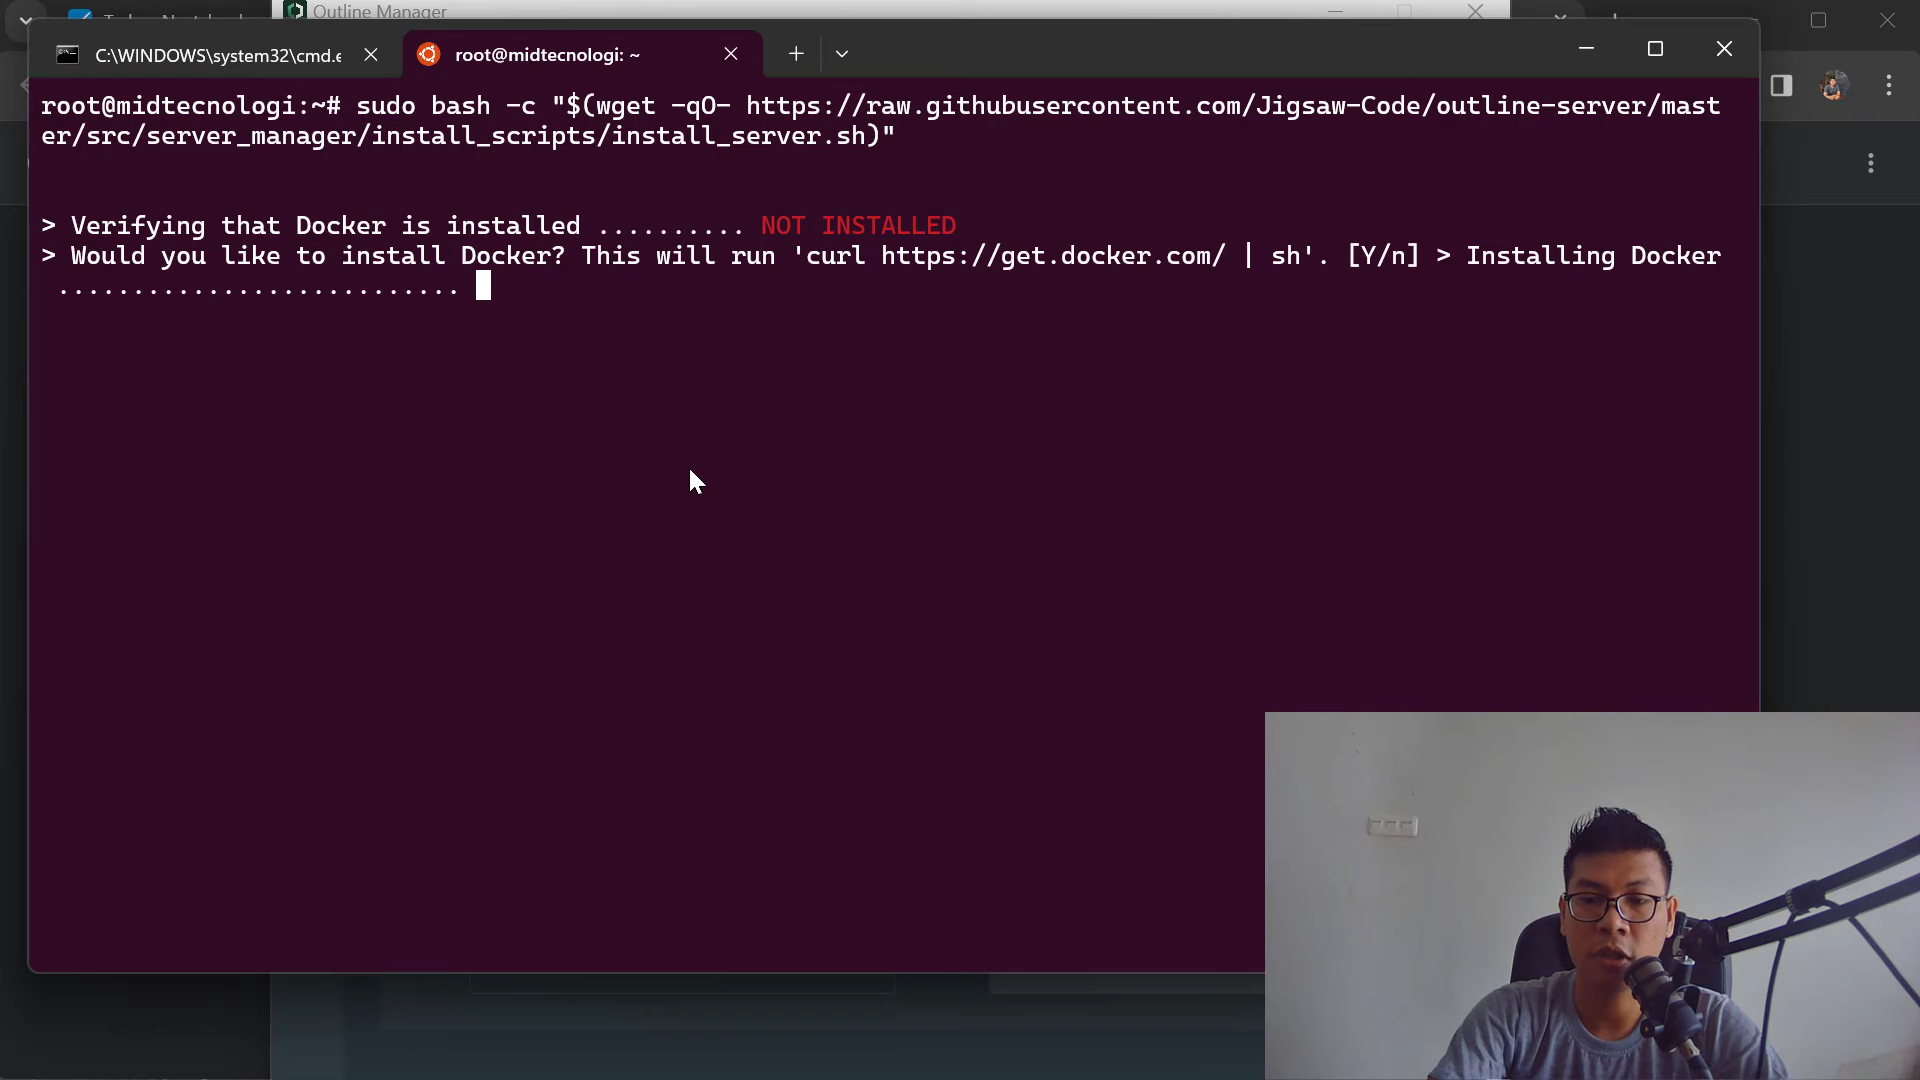 Outline Manager
C:\WINDOWS\system32\cmd.e
root@midtecnologi: ~
root@midtecnologi:~# sudo bash -c "$(wget -qO- https://raw.githubusercontent.com/Jigsaw-Code/outline-server/mast
er/src/server_manager/install_scripts/install_server.sh)"
> Verifying that Docker is installed .......... NOT INSTALLED
> Would you like to install Docker? This will run 'curl https://get.docker.com/ | sh'. [Y/n] > Installing Docker
...........................